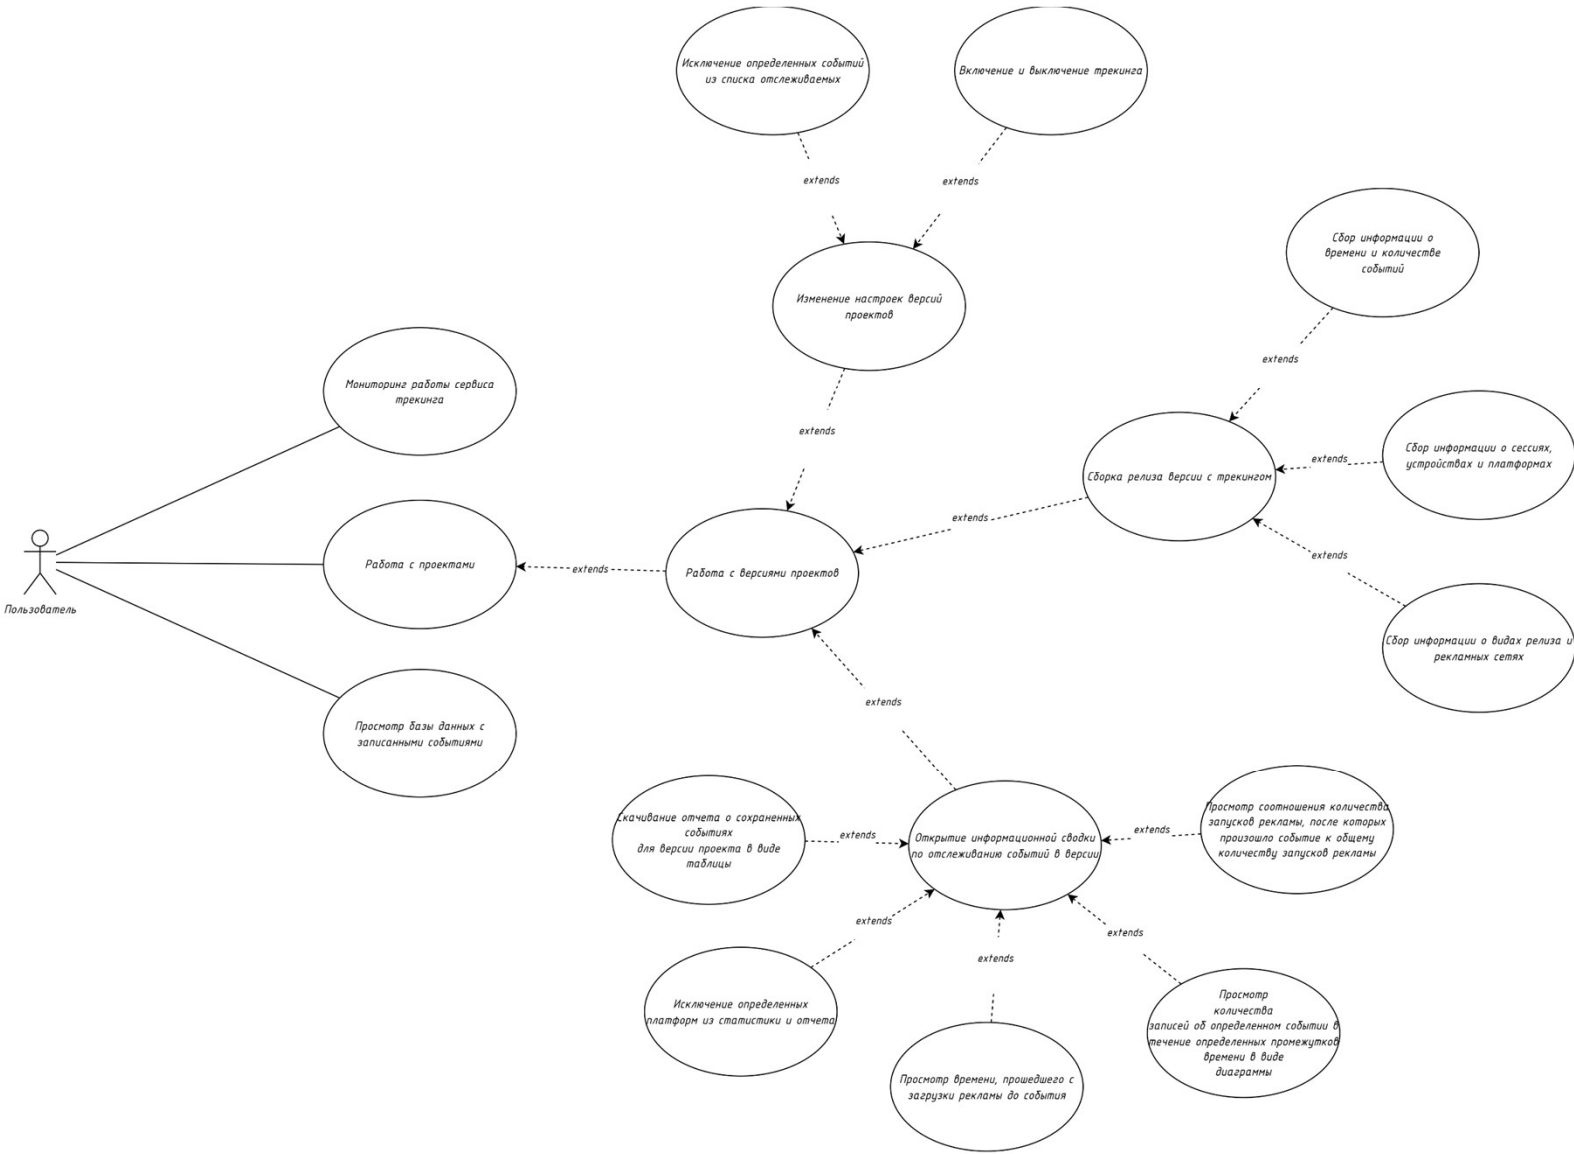 Исключение определенных событий
из списка отслеживаемых
Включение и выключение трекинга
extends
extends
Сбор информации о
времени и количестве
событий
Изменение настроек версий
проектов
extends
Мониторинг работы сервиса
трекинга
extends
Сбор информации о сессиях,
устройствах и платформах
extends
Сборка релиза версии с трекингом
extends
extends
Пользователь
Работа с проектами
extends
Работа с версиями проектов
Сбор информации о видах релиза и
рекламных сетях
extends
Просмотр базы данных с
записанными событиями
Скачивание отчета о сохраненных
событиях
для версии проекта в виде
таблицы
extends
Открытие информационной сводки
по отслеживанию событий в версии
extends
Просмотр соотношения количества
запусков рекламы, после которых
произошло событие к общему
количеству запусков рекламы
extends
extends
extends
Исключение определенных
платформ из статистики и отчета
Просмотр времени, прошедшего с
загрузки рекламы до события
Просмотр
количества
записей об определенном событии в
течение определенных промежутков
времени в виде
диаграммы